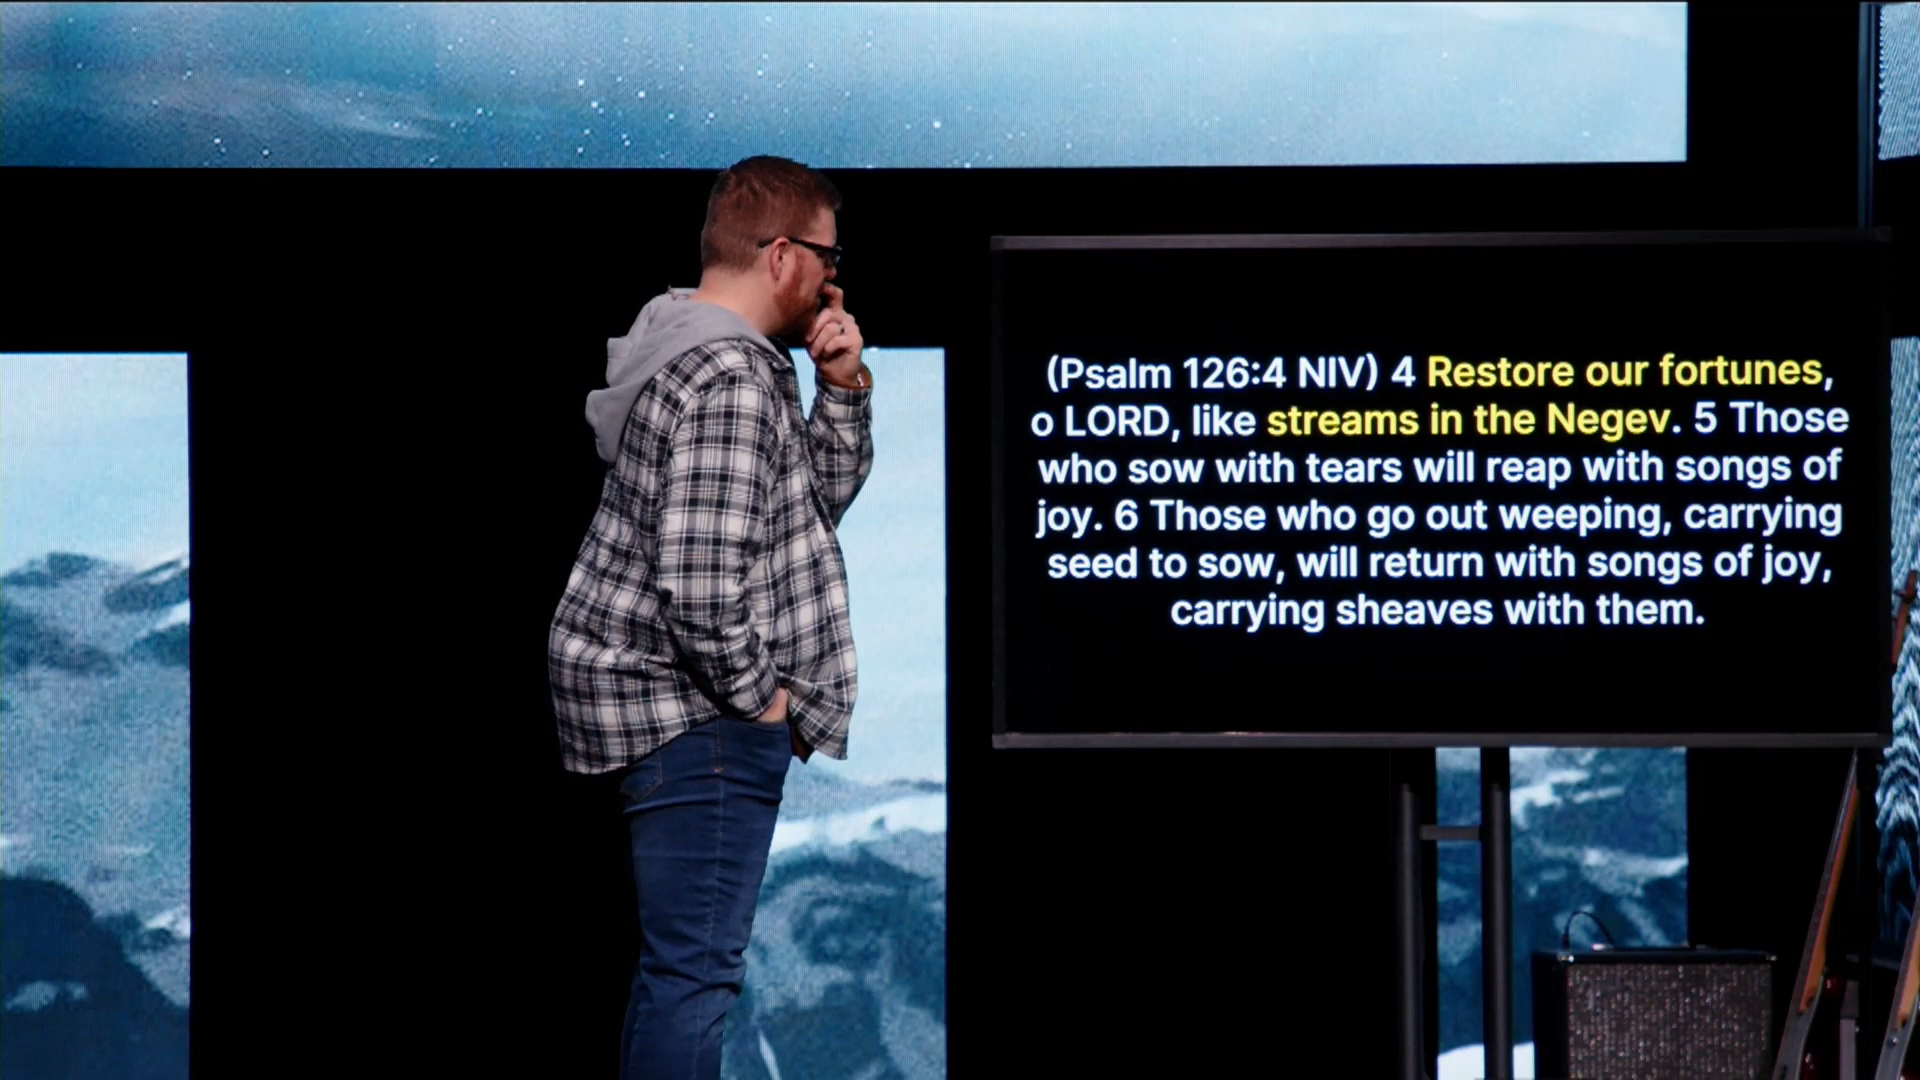 (Psalm 126:4 NIV) 4 Restore our fortunes,
o LORD, like streams in the Negev. 5 Those
who sow with tears will reap with songs of
joy. 6 Those who go out weeping, carrying
seed to sow, will return with songs of joy,
carrying sheaves with them.